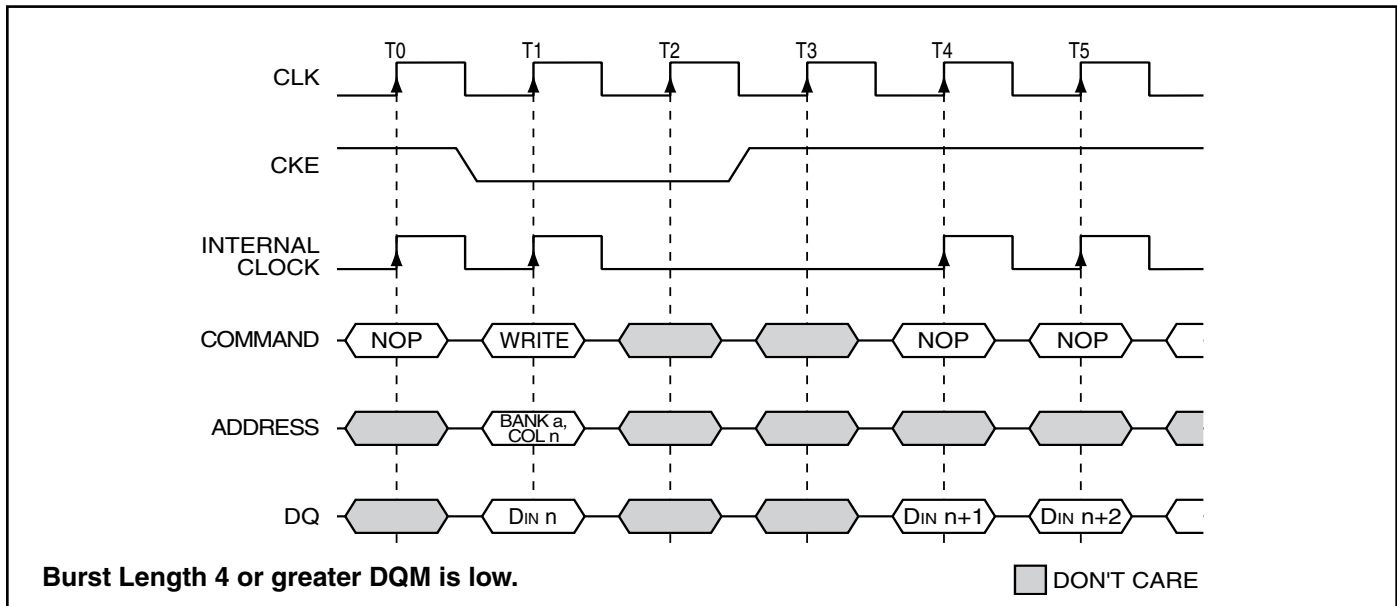 T0 T1 T2 T3 T4 T5
CLK
CKE
INTERNAL
CLOCK
COMMAND NOP WRITE NOP NOP
ADDRESS BANK a,
COL n
DQ DIN n DIN n+1 DIN n+2
Burst Length 4 or greater DQM is low. DON'T CARE